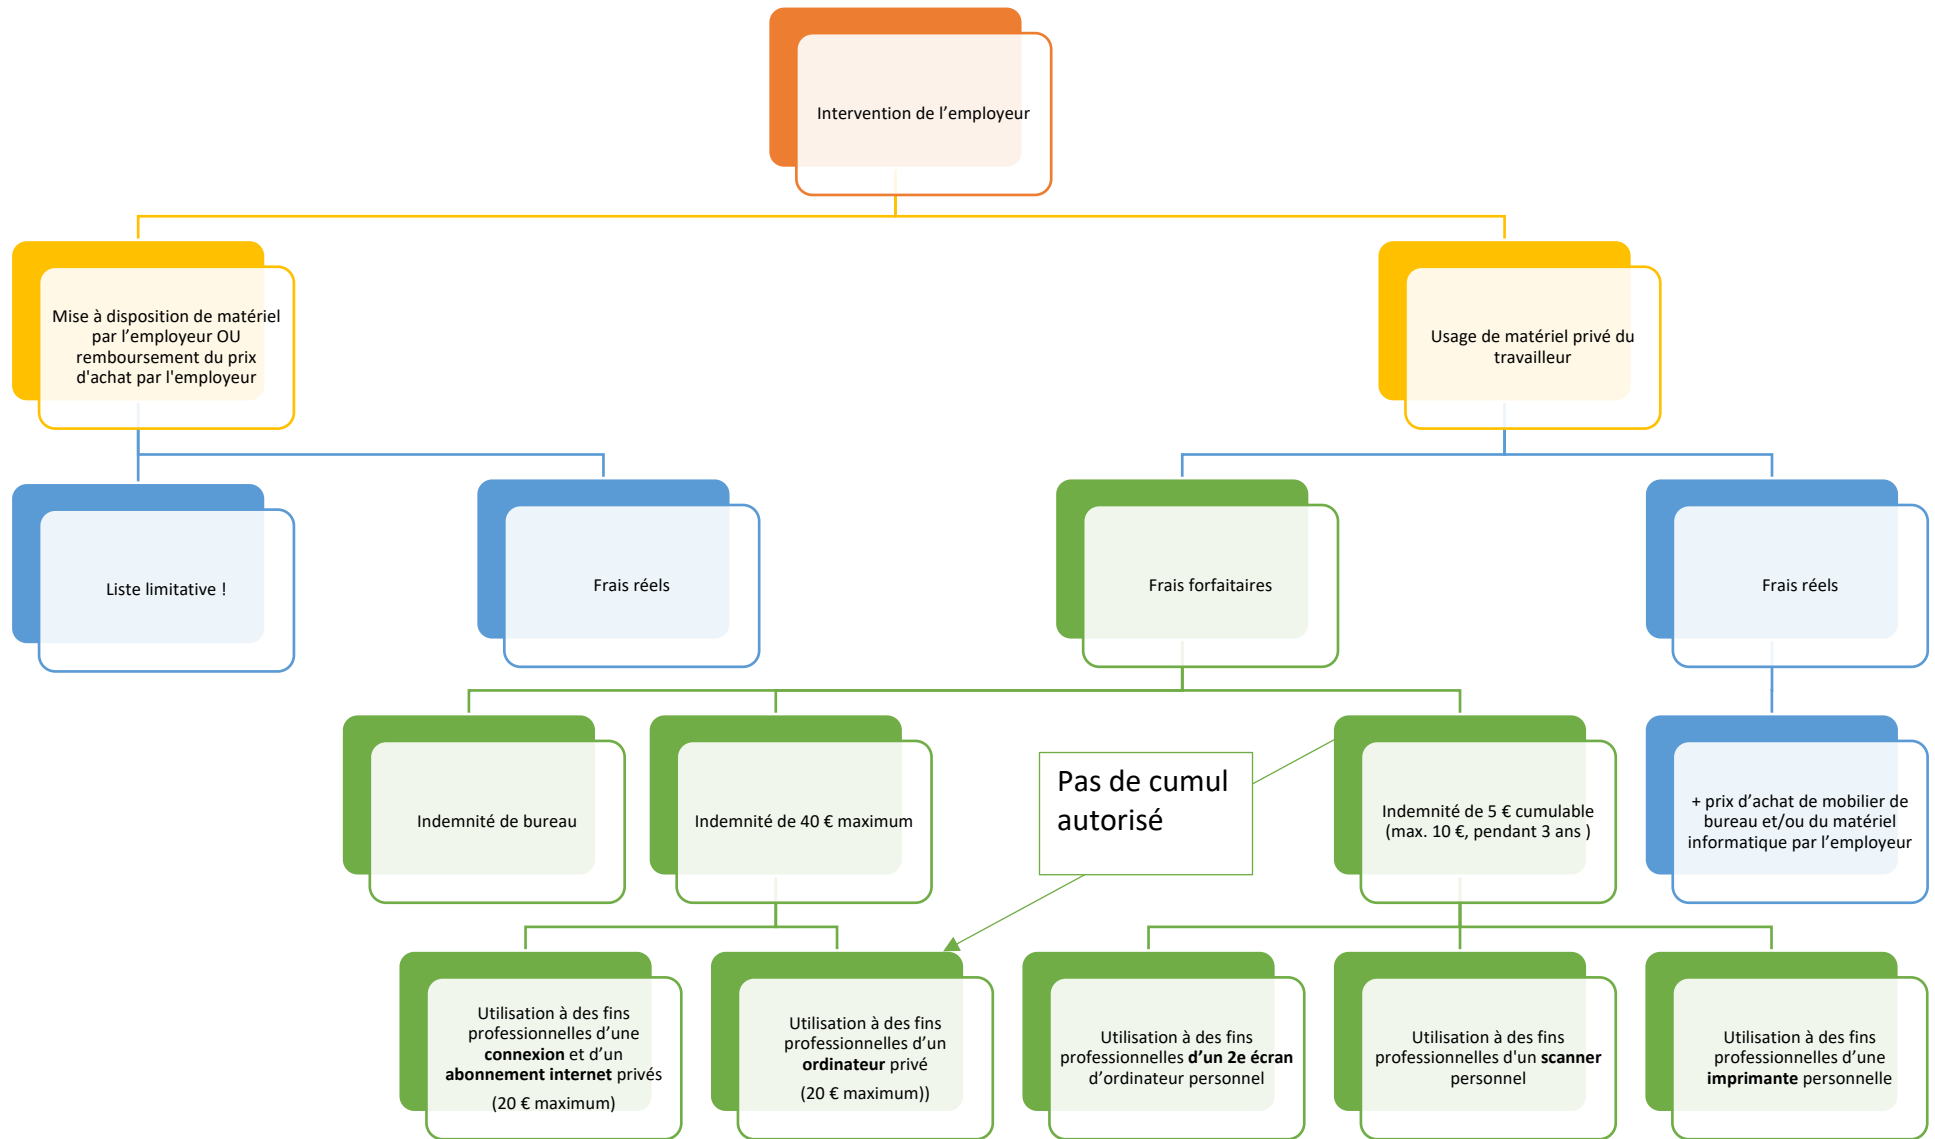 Intervention de l’employeur
Mise à disposition de matériel
par l’employeur OU
remboursement du prix
d'achat par l'employeur
Usage de matériel privé du
travailleur
Liste limitative !
Frais réels
Frais forfaitaires
Frais réels
Indemnité de bureau
Indemnité de 40 € maximum
Pas de cumul
autorisé
Indemnité de 5 € cumulable
(max. 10 €, pendant 3 ans )
+ prix d’achat de mobilier de
bureau et/ou du matériel
informatique par l’employeur
Utilisation à des fins
professionnelles d’une
connexion et d’un
abonnement internet privés
(20 € maximum)
Utilisation à des fins
professionnelles d’un
ordinateur privé
(20 € maximum))
Utilisation à des fins
professionnelles d’un 2e écran
d’ordinateur personnel
Utilisation à des fins
professionnelles d'un scanner
personnel
Utilisation à des fins
professionnelles d’une
imprimante personnelle